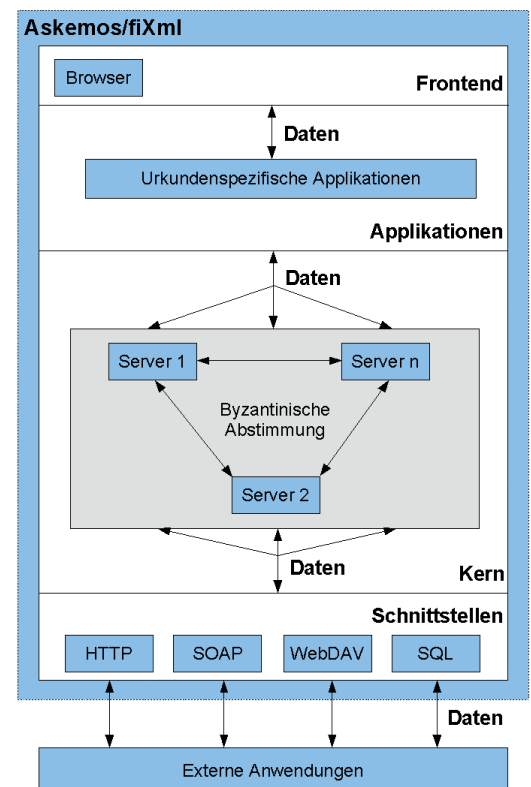 Askemos/fiXml
Browser
Frontend
Daten
Urkundenspezifische Applikationen
Applikationen
Daten
Server 1
Server n
Byzantinische
Abstimmung
Server 2
Daten
Kern
Schnittstellen
HTTP
SOAP
WebDAV
SQL
Daten
Externe Anwendungen